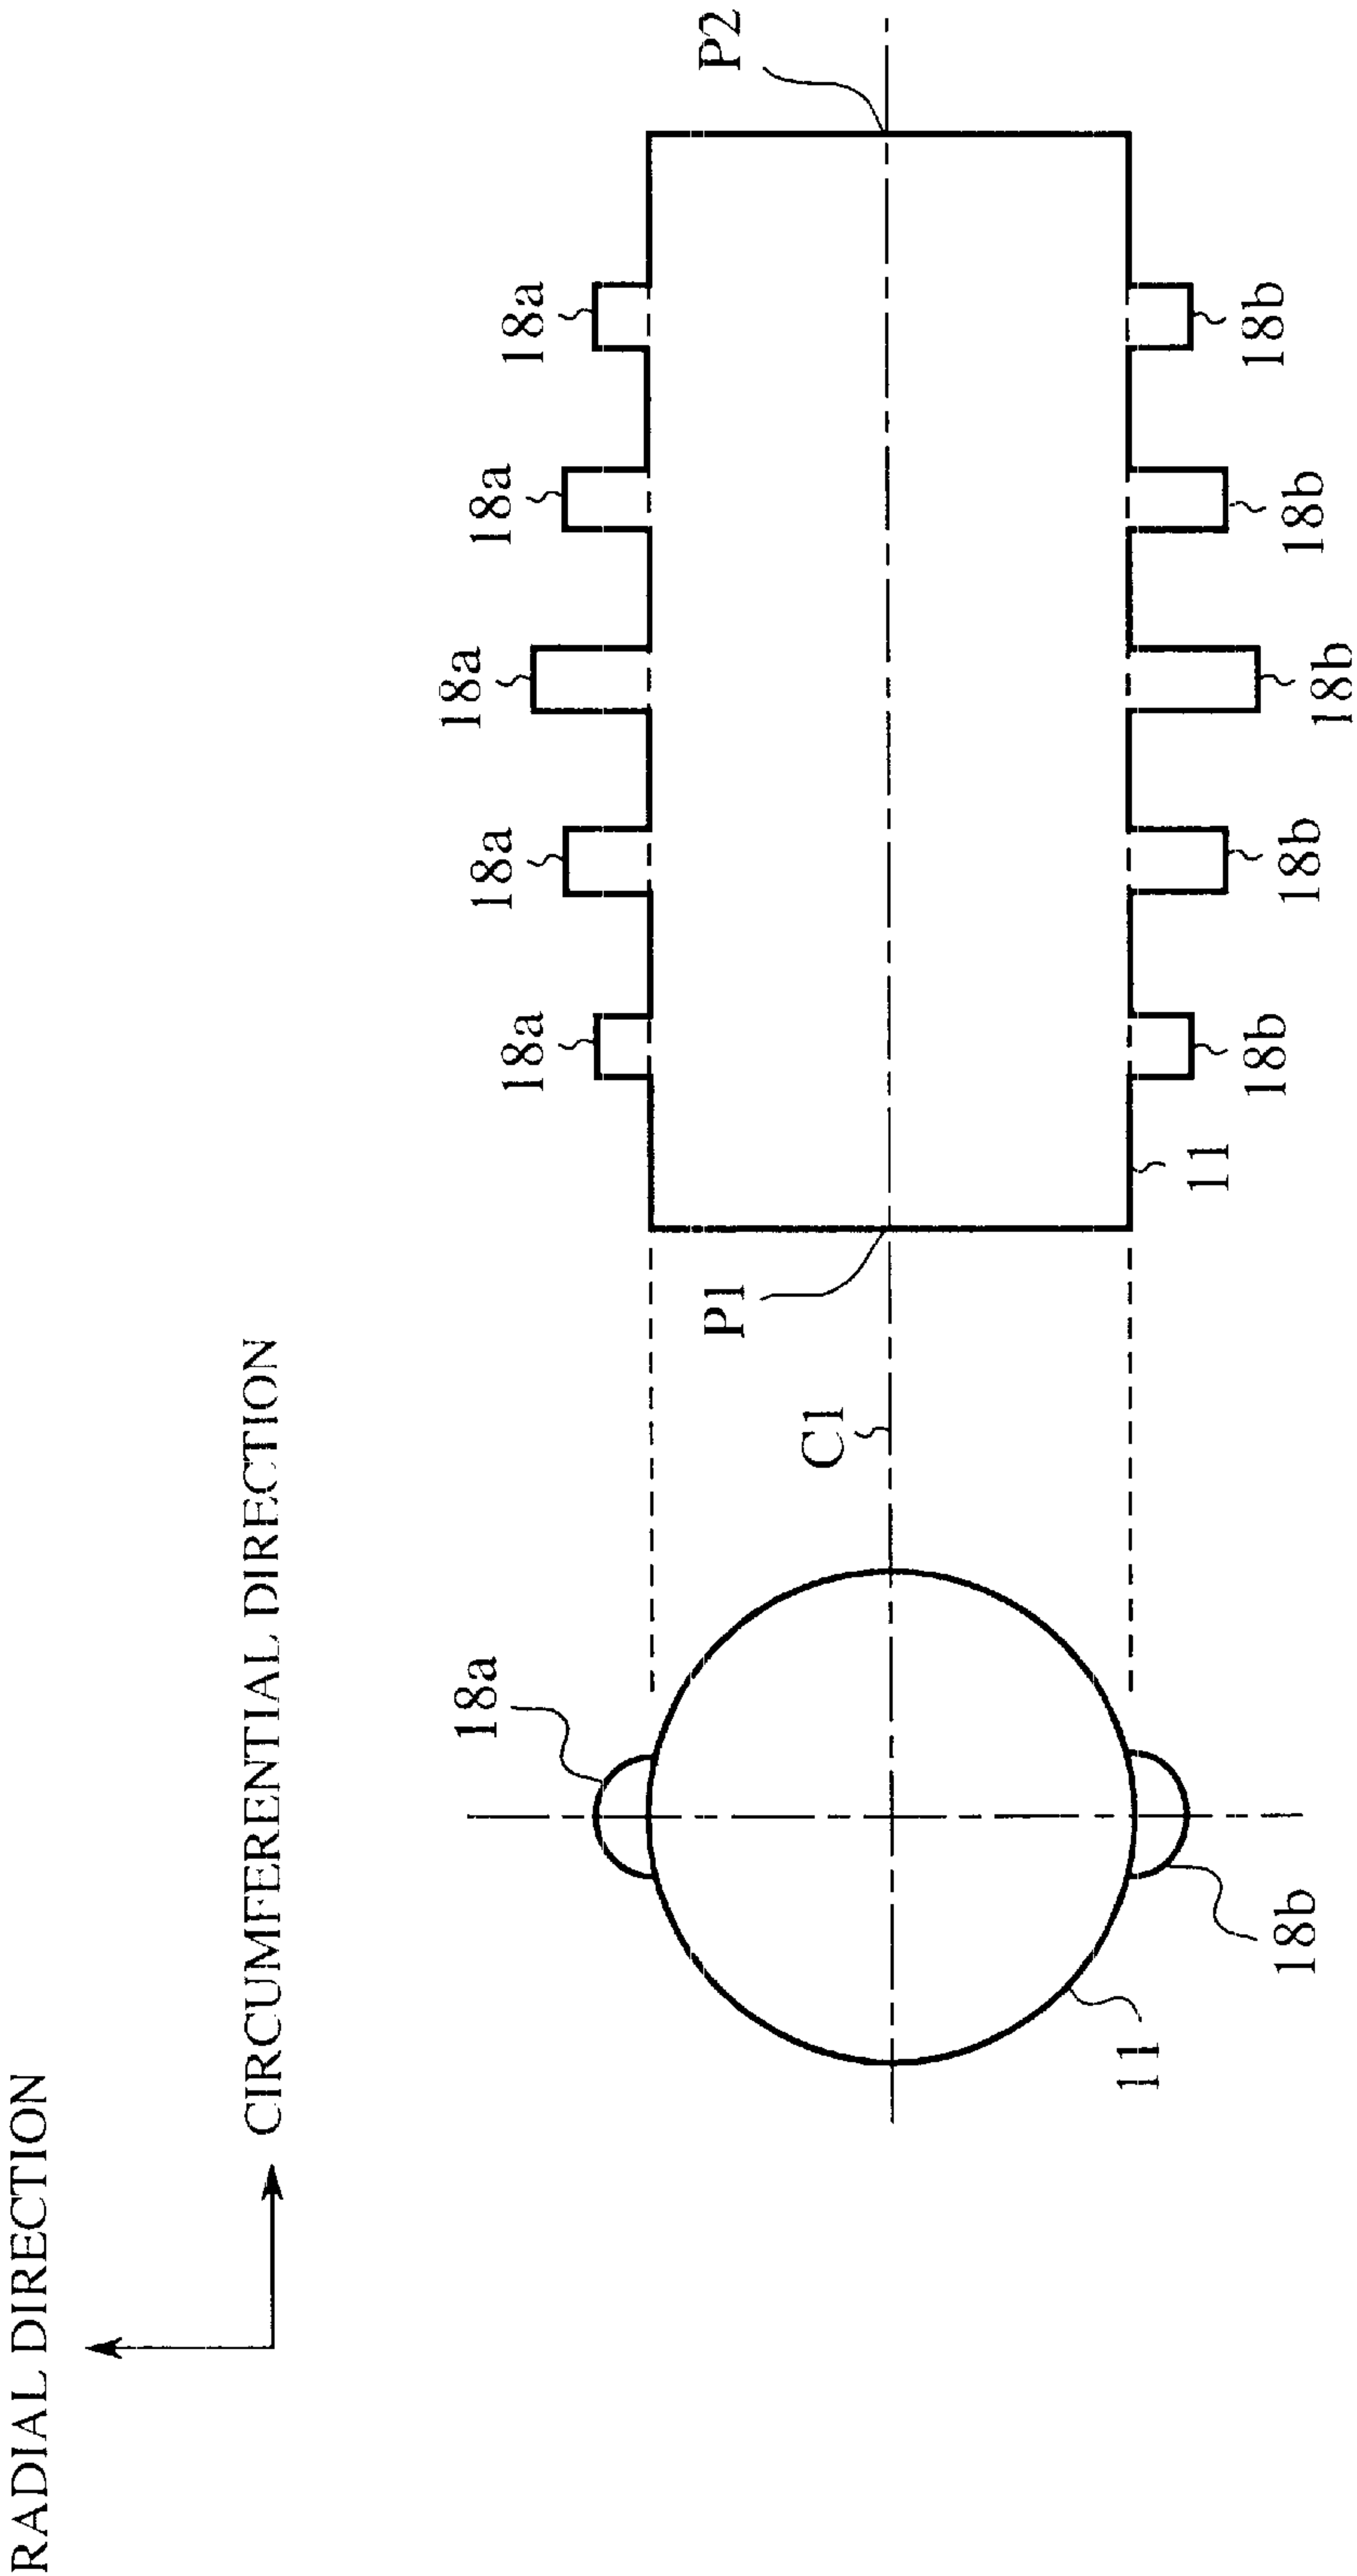 RADIAL DIRECTION
CIRCUMFERENTIAL DIRECTION
18a
18b
11
C1
P1
P2
18a
18a
18a
18a
18a
18b
18b
18b
18b
18b
11